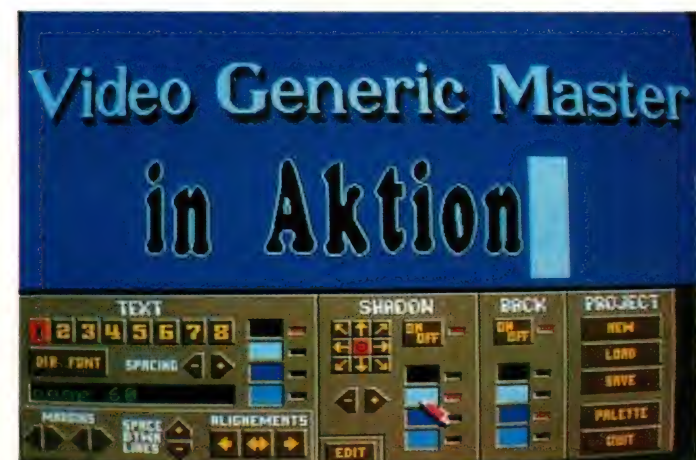 Video Generic Master
in Aktion
TEXT
1 2 3 4 5 6 7 8
DIR FONT
SPACING - +
MARGINS
SPACE
DOWN
LINES
+ -
ALIGNEMENTS
SHADOW
ON
OFF
- +
EDIT
BACK
ON
OFF
PROJECT
NEW
LOAD
SAVE
PALETTE
QUIT